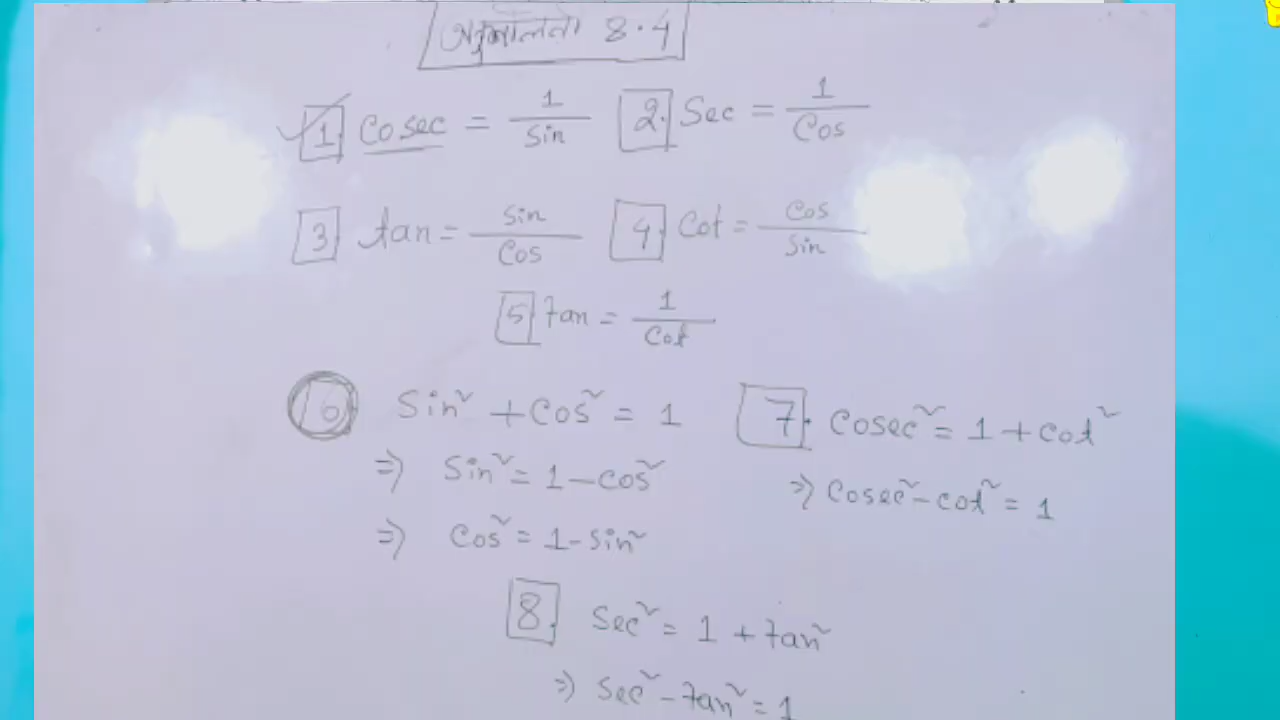 অনুশীলনী 8.4
1. Cosec = 1/Sin 2. Sec = 1/Cos
3 tan = Sin/Cos 4 Cot = Cos/Sin
5 tan = 1/Cot
6 Sin² + Cos² = 1 7. Cosec² = 1 + Cot²
⇒ Sin² = 1 - Cos² ⇒ Cosec² - Cot² = 1
⇒ Cos² = 1 - Sin²
8. Sec² = 1 + tan²
⇒ Sec² - tan² = 1